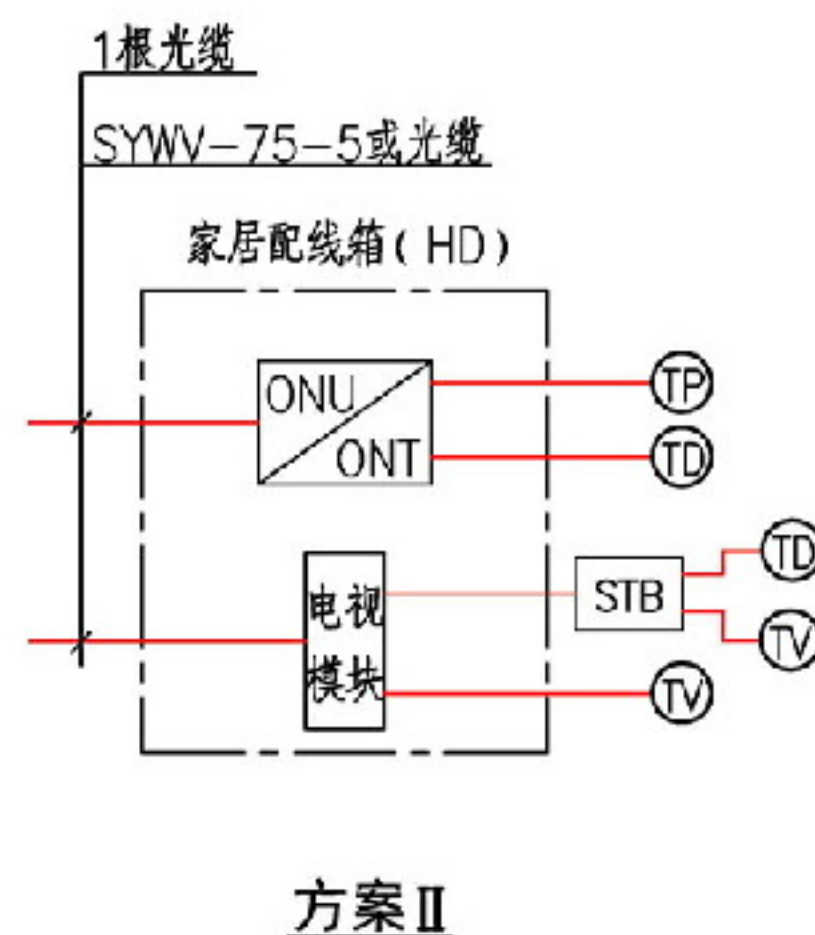 1根光缆
SYWV-75-5或光缆
家居配线箱(HD)
ONU
ONT
TP
TD
电视
模块
STB
TD
TV
TV
方案Ⅱ